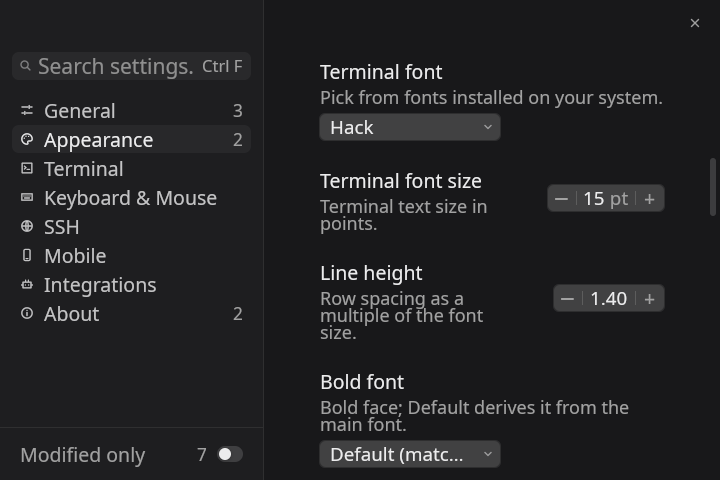 Search settings. Ctrl F
General 3
Appearance 2
Terminal
Keyboard & Mouse
SSH
Mobile
Integrations
About 2
Modified only 7
Terminal font
Pick from fonts installed on your system.
Hack
Terminal font size
Terminal text size in
points.
15 pt
Line height
Row spacing as a
multiple of the font
size.
1.40
Bold font
Bold face; Default derives it from the
main font.
Default (matc...